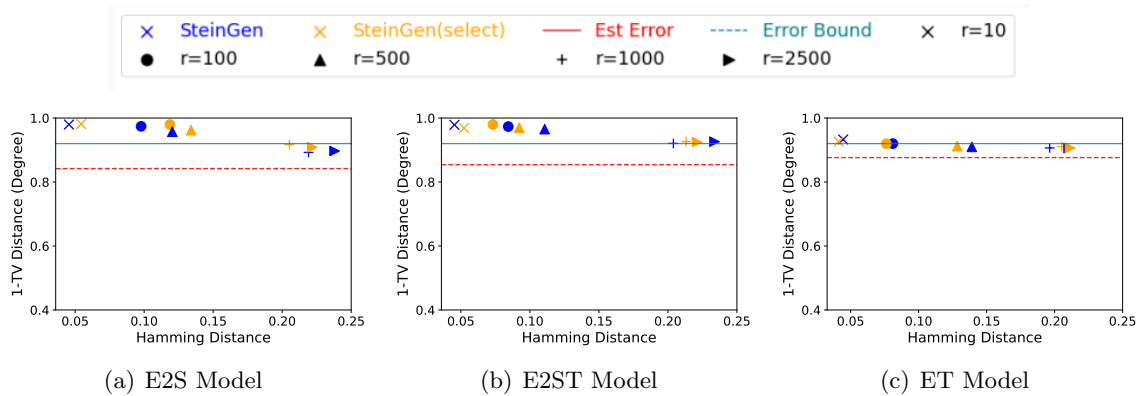 SteinGen SteinGen(select) Est Error Error Bound r=10
r=100 r=500 r=1000 r=2500
1.0 0.8 0.6 0.4
1-TV Distance (Degree)
0.05 0.10 0.15 0.20 0.25
Hamming Distance
(a) E2S Model
1.0 0.8 0.6 0.4
1-TV Distance (Degree)
0.05 0.10 0.15 0.20 0.25
Hamming Distance
(b) E2ST Model
1.0 0.8 0.6 0.4
1-TV Distance (Degree)
0.05 0.10 0.15 0.20 0.25
Hamming Distance
(c) ET Model